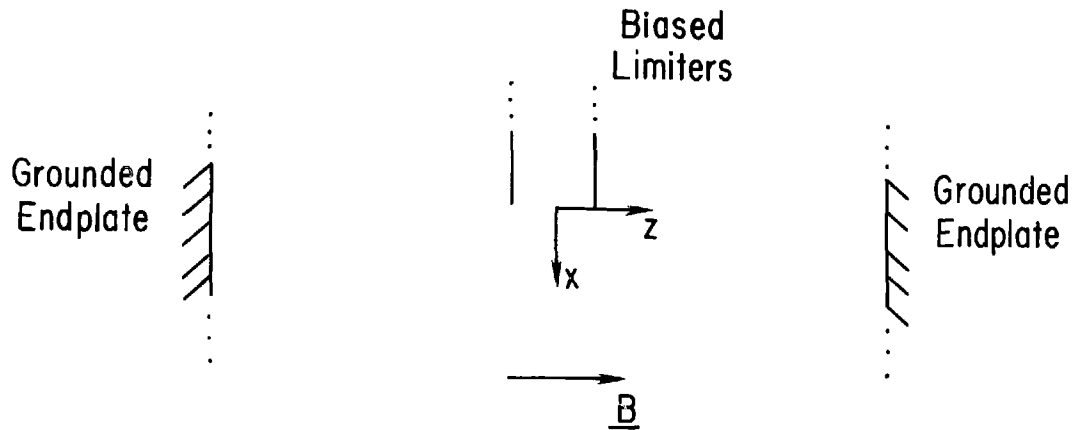 Biased
Limiters
Grounded
Endplate
Grounded
Endplate
Z
X
B